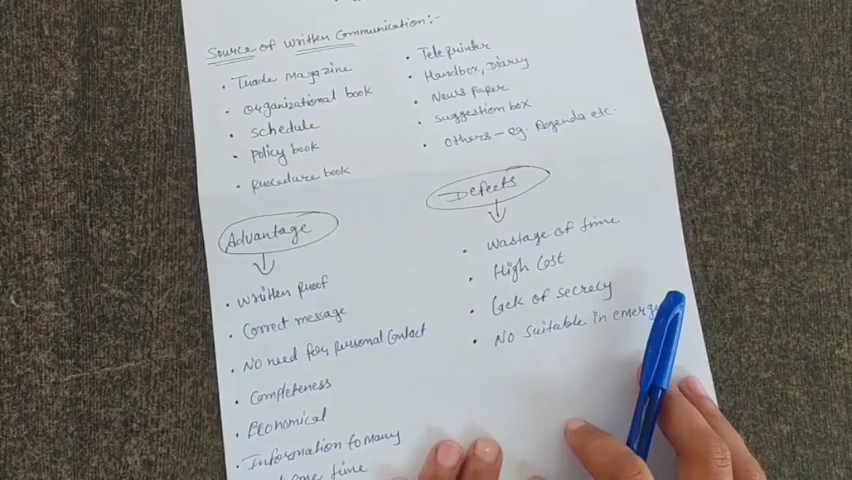 Source of written Communication:-
• Trade Magazine
• organizational book
• schedule
• policy book
• procedure book
• Teleprinter
• Handbox, Diary
• News paper
• suggestion box
• others - eg. Agenda etc.
Advantage
• written proof
• Correct message
• No need for personal Contact
• Completeness
• Economical
• Information to Many
one time
Defects
• wastage of time
• High Cost
• Lack of secrecy
• No suitable in